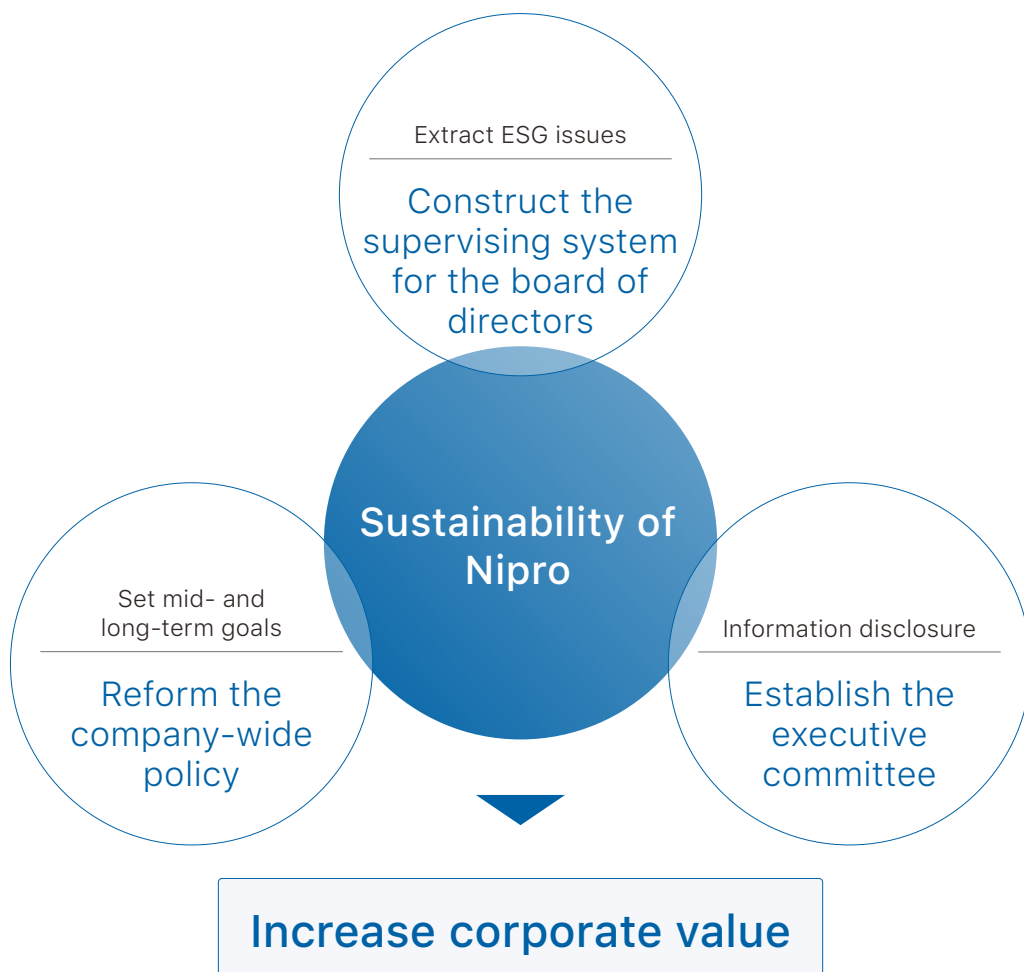 Extract ESG issues
Construct the
supervising system
for the board of
directors
Sustainability of
Nipro
Set mid- and
long-term goals
Reform the
company-wide
policy
Information disclosure
Establish the
executive
committee
Increase corporate value